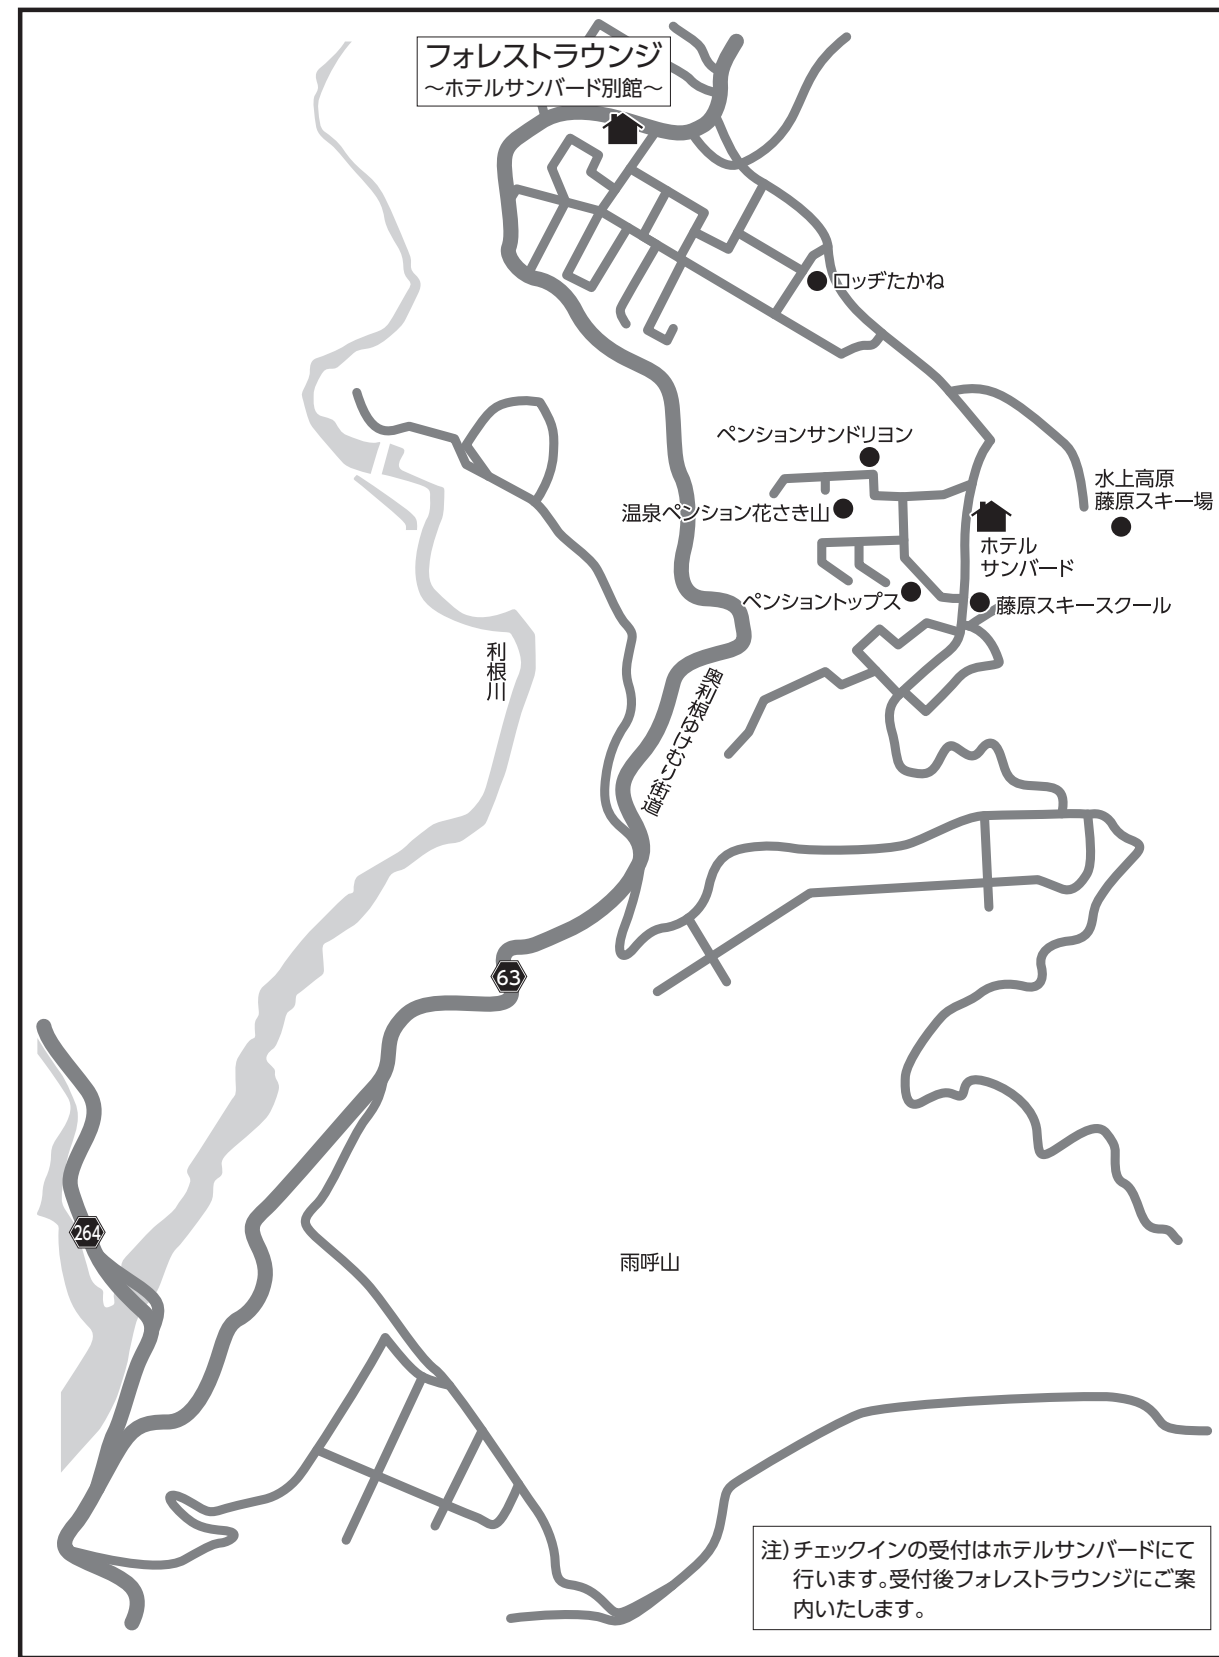 フォレストラウンジ
～ホテルサンバード別館～
ロッヂたかね
ペンションサンドリヨン
水上高原
藤原スキー場
温泉ペンション花さき山
ホテル
サンバード
ペンショントップス
藤原スキースクール
利根川
奥利根ゆけむり街道
63
264
雨呼山
注)チェックインの受付はホテルサンバードにて
行います。受付後フォレストラウンジにご案
内いたします。